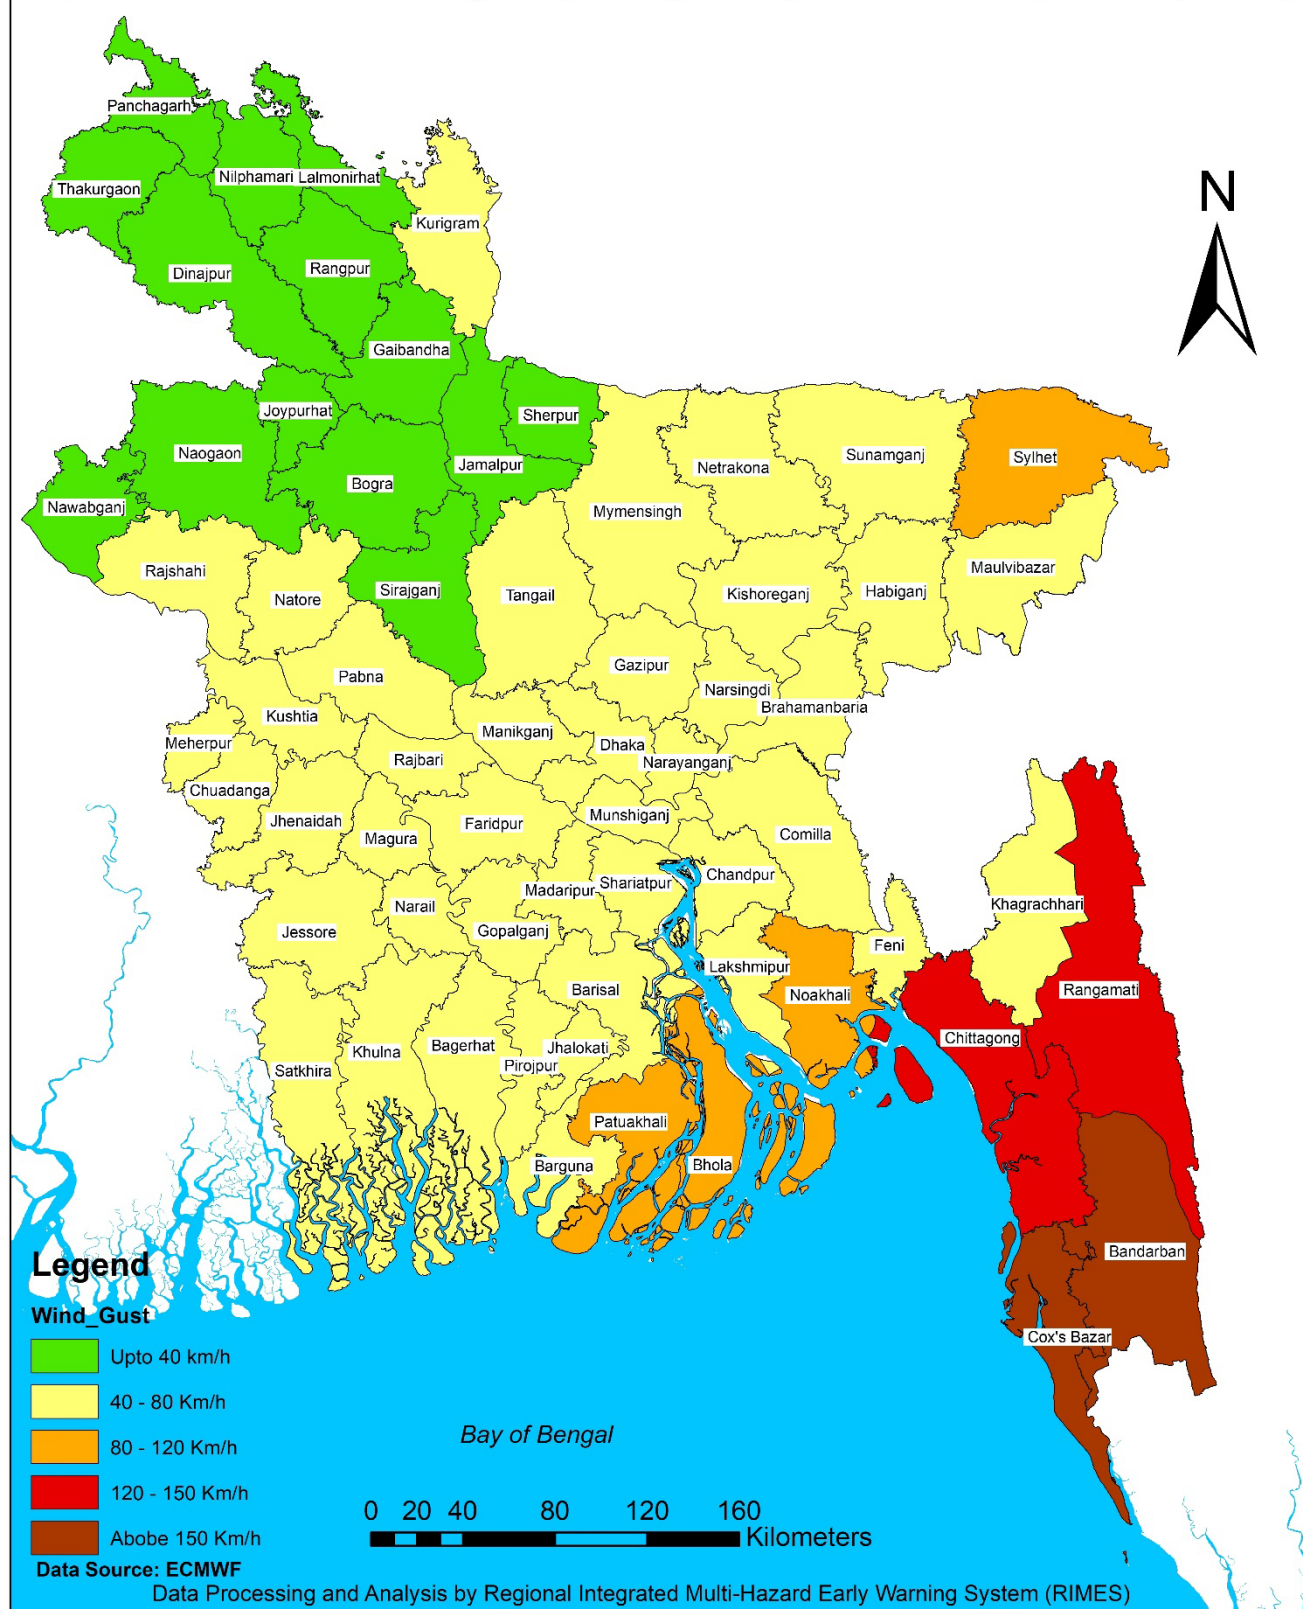 N
Panchagarh
Thakurgaon
Nilphamari
Lalmonirhat
Kurigram
Dinajpur
Rangpur
Gaibandha
Joypurhat
Sherpur
Naogaon
Jamalpur
Bogra
Nawabganj
Netrakona
Sunamganj
Sylhet
Mymensingh
Rajshahi
Natore
Sirajganj
Tangail
Kishoreganj
Habiganj
Maulvibazar
Gazipur
Pabna
Narsingdi
Brahamanbaria
Kushtia
Manikganj
Meherpur
Dhaka
Rajbari
Narayanganj
Chuadanga
Jhenaidah
Magura
Faridpur
Munshiganj
Comilla
Madaripur
Shariatpur
Chandpur
Narail
Khagrachhari
Jessore
Gopalganj
Feni
Lakshmipur
Barisal
Noakhali
Rangamati
Chittagong
Khulna
Bagerhat
Jhalokati
Pirojpur
Satkhira
Patuakhali
Barguna
Bhola
Bandarban
Cox's Bazar
Legend
Wind_Gust
Upto 40 km/h
40 - 80 Km/h
80 - 120 Km/h
120 - 150 Km/h
Abobe 150 Km/h
Bay of Bengal
0 20 40 80 120 160
Kilometers
Data Source: ECMWF
Data Processing and Analysis by Regional Integrated Multi-Hazard Early Warning System (RIMES)